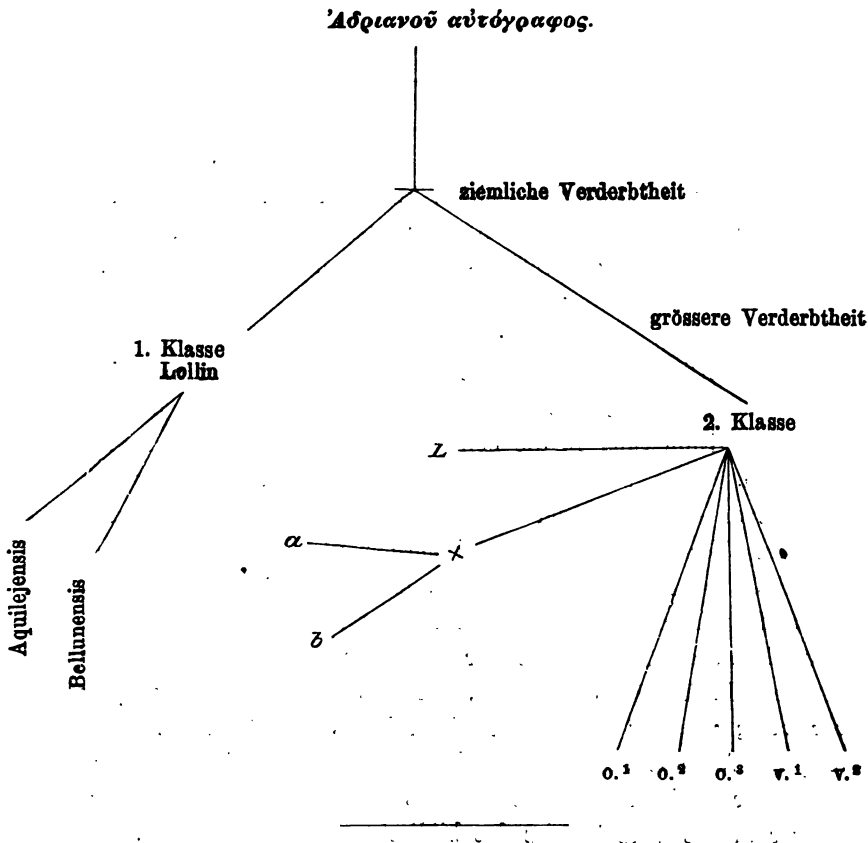 Ἀδριανοῦ αὐτόγραφος.
ziemliche Verderbtheit
grössere Verderbtheit
1. Klasse
Lollin
2. Klasse
L
a
x
b
Aquilejensis
Bellunensis
o.¹ o.² o.³ v.¹ v.²